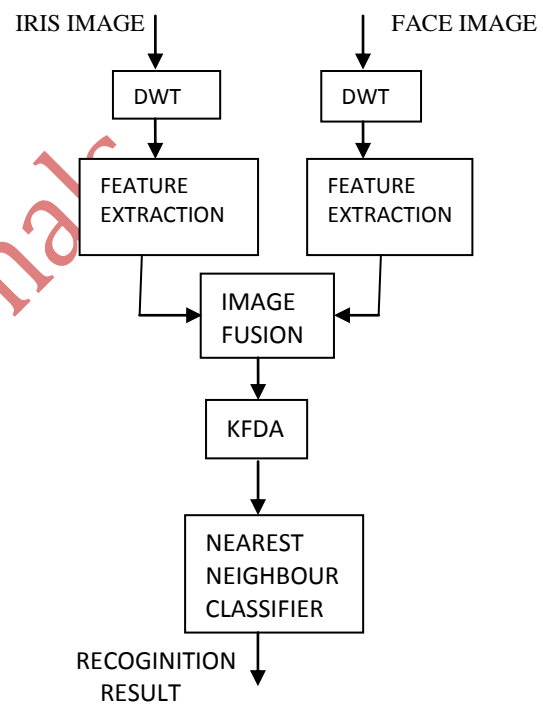 IRIS IMAGE
FACE IMAGE
DWT
DWT
FEATURE
EXTRACTION
FEATURE
EXTRACTION
IMAGE
FUSION
KFDA
NEAREST
NEIGHBOUR
CLASSIFIER
RECOGINITION
RESULT